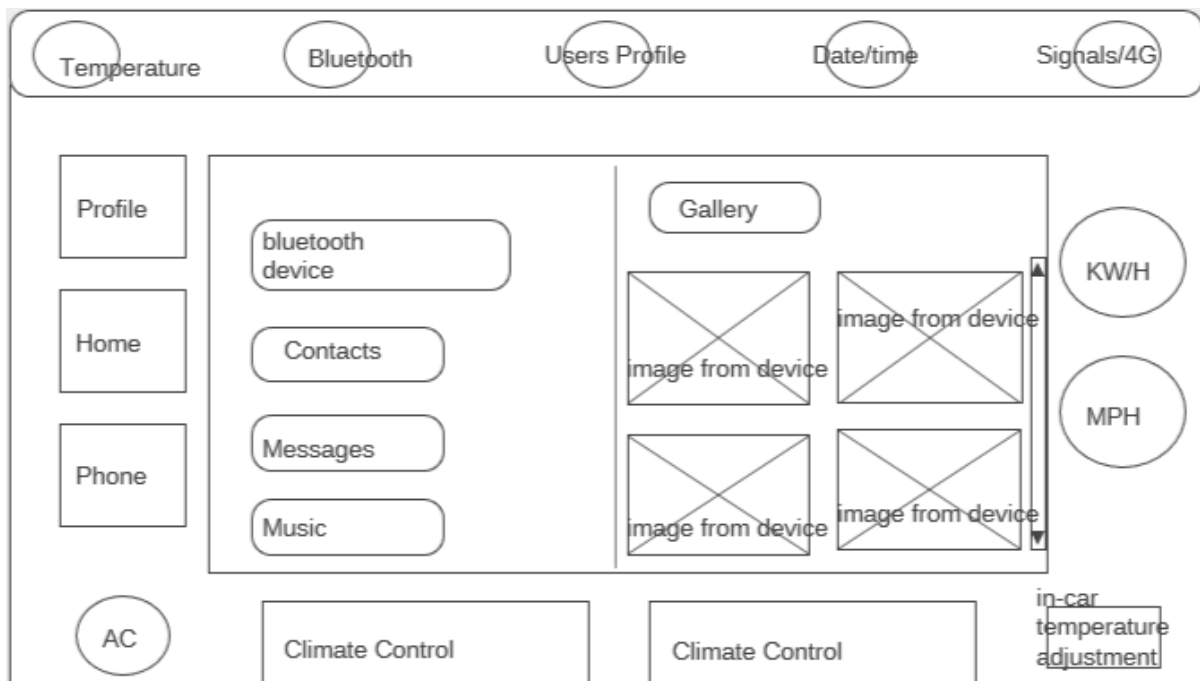 Temperature
Bluetooth
Users Profile
Date/time
Signals/4G
Profile
Home
Phone
bluetooth
device
Contacts
Messages
Music
Gallery
image from device
image from device
image from device
image from device
KW/H
MPH
AC
Climate Control
Climate Control
in-car
temperature
adjustment